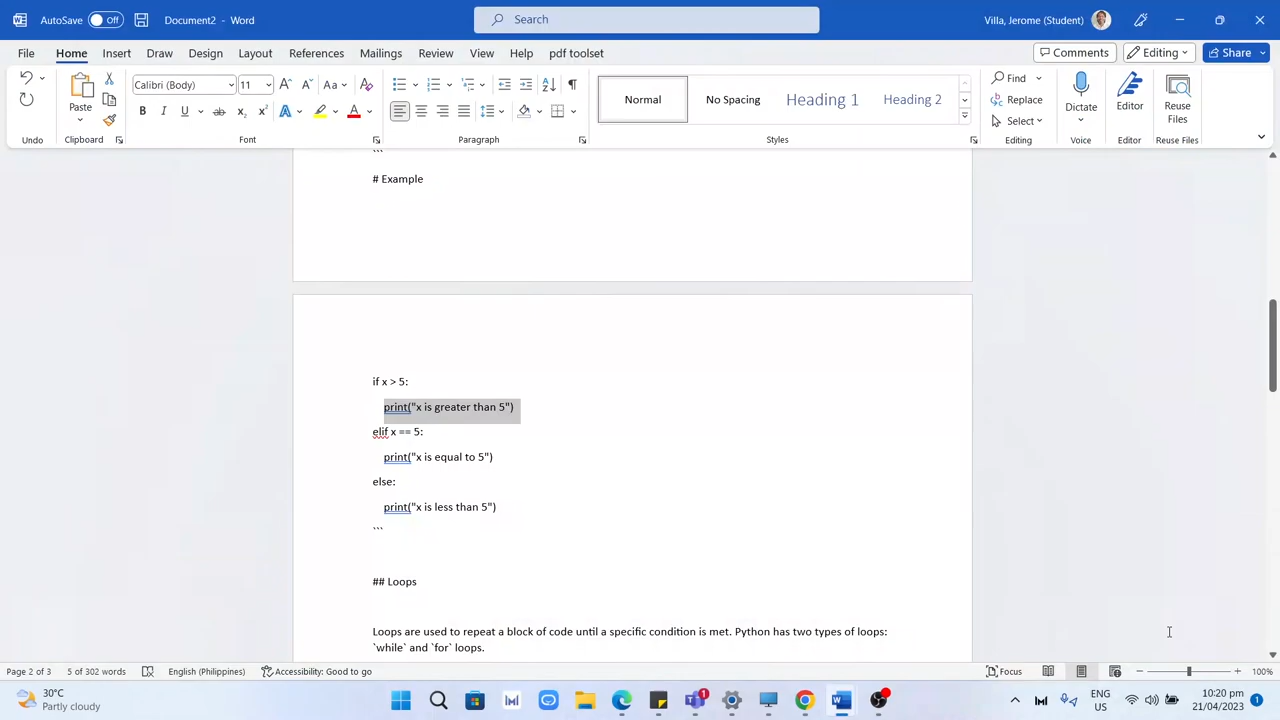 AutoSave Off Document2 - Word Search Villa, Jerome (Student)
File Home Insert Draw Design Layout References Mailings Review View Help pdf toolset Comments Editing Share
Paste Calibri (Body) 11 Aa Normal No Spacing Heading 1 Heading 2 Find Replace Select Dictate Editor Reuse Files
Undo Clipboard Font Paragraph Styles Editing Voice Editor Reuse Files
```
# Example
if x > 5:
print("x is greater than 5")
elif x == 5:
print("x is equal to 5")
else:
print("x is less than 5")
```
## Loops
Loops are used to repeat a block of code until a specific condition is met. Python has two types of loops:
`while` and `for` loops.
Page 2 of 3 5 of 302 words English (Philippines) Accessibility: Good to go Focus 100%
30°C
Partly cloudy
1
ENG
US
10:20 pm
21/04/2023
1